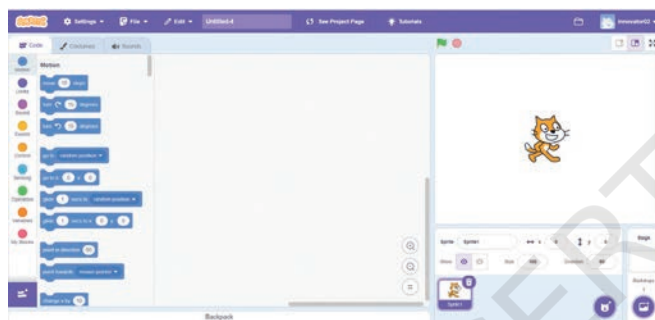 SCRATCH Settings File Edit Untitled-4 See Project Page Tutorials
Code Costumes Sounds
Motion
Motion
move 10 steps
Looks
turn 15 degrees
Sound
turn 15 degrees
Events
Control
go to random position
Sensing
go to x: 0 y: 0
Operators
glide 1 secs to random position
Variables
glide 1 secs to x: 0 y: 0
My Blocks
point in direction 90
point towards mouse-pointer
change x by 10
Backpack
Sprite Sprite1 x y
Show Size 100 Direction 90
Sprite1
Stage
Backdrops